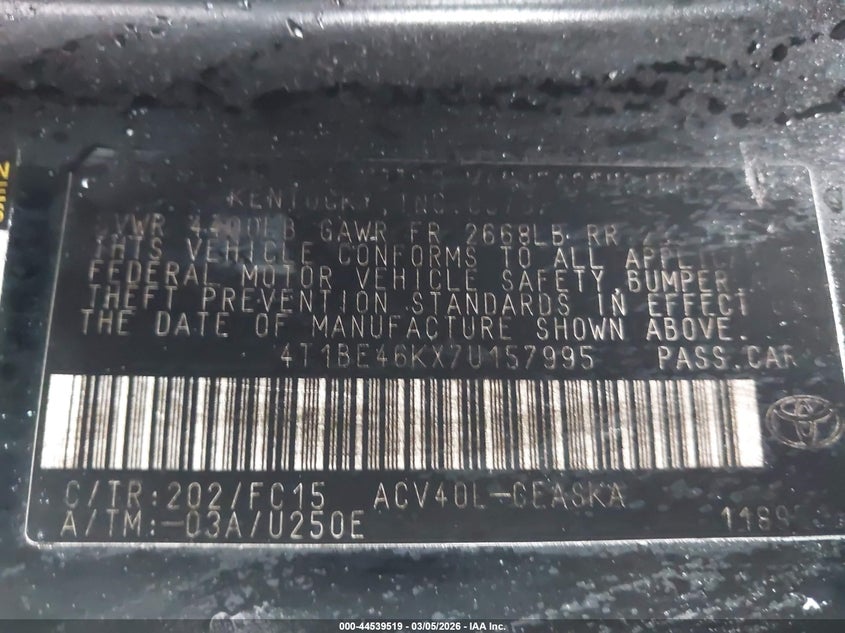 KENTUCKY, INC.
GVWR 4400LB GAWR FR 2668LB RR
THIS VEHICLE CONFORMS TO ALL
FEDERAL MOTOR VEHICLE SAFETY BUMPER,
THEFT PREVENTION STANDARDS IN EFFECT
THE DATE OF MANUFACTURE SHOWN ABOVE.
4T1BE46KX7U157995 PASS.CAR
C/TR:202/FC15 ACV40L-CEASKA
A/TM:-03A/U250E
000-44539519 - 03/05/2026 - IAA Inc.